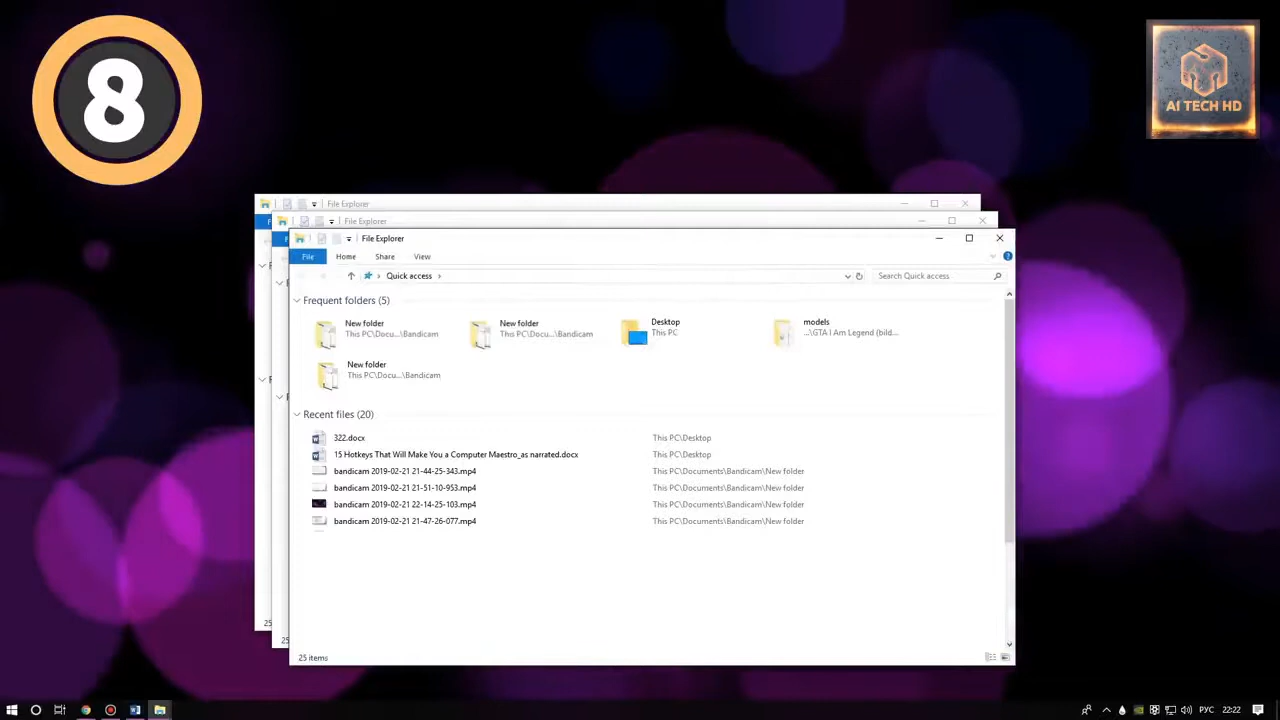 8
AI TECH HD
File Explorer
File Explorer
File Explorer
File Home Share View
Quick access
Search Quick access
Frequent folders (5)
New folder
This PC\Docu...\Bandicam
New folder
This PC\Docu...\Bandicam
Desktop
This PC
models
...\GTA i Am Legend (bild...
New folder
This PC\Docu...\Bandicam
Recent files (20)
322.docx This PC\Desktop
15 Hotkeys That Will Make You a Computer Maestro_as narrated.docx This PC\Desktop
bandicam 2019-02-21 21-44-25-343.mp4 This PC\Documents\Bandicam\New folder
bandicam 2019-02-21 21-51-10-953.mp4 This PC\Documents\Bandicam\New folder
bandicam 2019-02-21 22-14-25-103.mp4 This PC\Documents\Bandicam\New folder
bandicam 2019-02-21 21-47-26-077.mp4 This PC\Documents\Bandicam\New folder
25 items
РУС 22:22